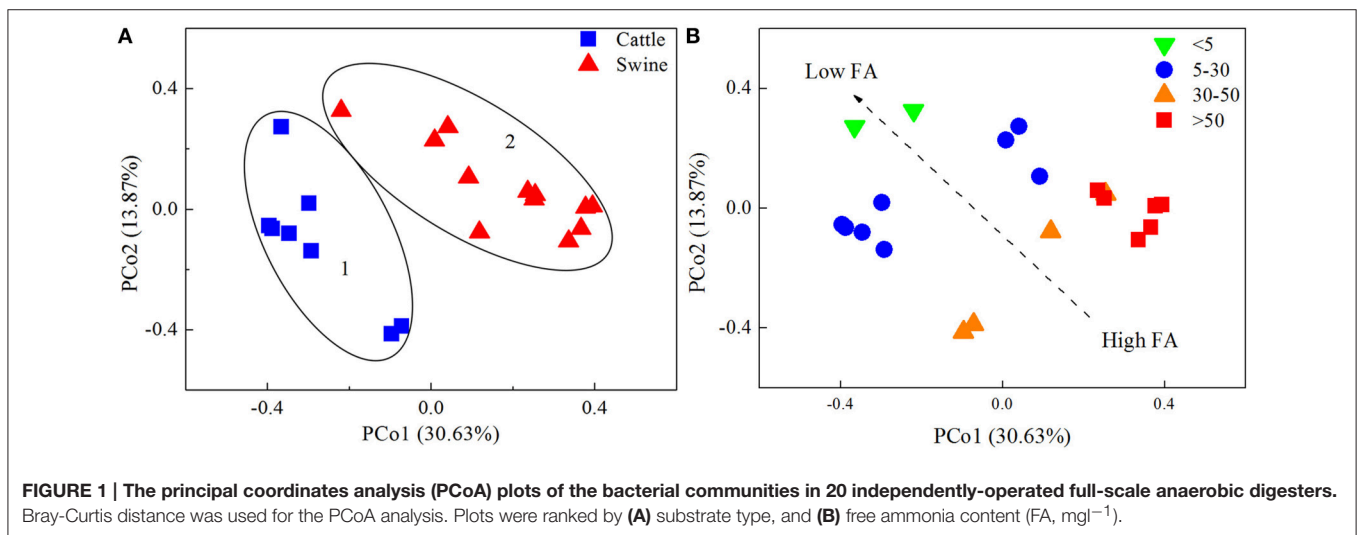 A
Cattle
Swine
0.4
0.0
-0.4
PCo2 (13.87%)
2
1
-0.4
0.0
0.4
PCo1 (30.63%)
B
<5
5-30
30-50
>50
Low FA
High FA
0.4
0.0
-0.4
PCo2 (13.87%)
-0.4
0.0
0.4
PCo1 (30.63%)
FIGURE 1 | The principal coordinates analysis (PCoA) plots of the bacterial communities in 20 independently-operated full-scale anaerobic digesters.
Bray-Curtis distance was used for the PCoA analysis. Plots were ranked by (A) substrate type, and (B) free ammonia content (FA, mgl⁻¹).